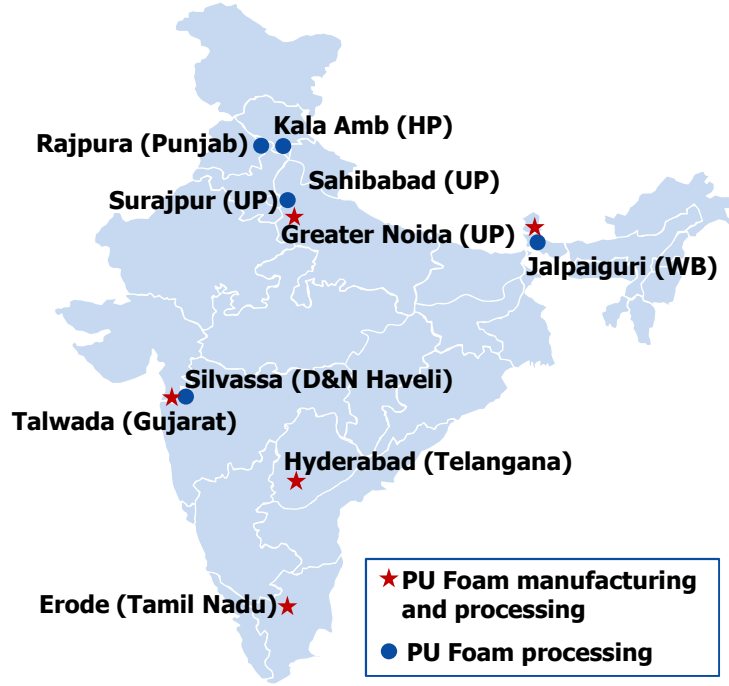 Kala Amb (HP)
Rajpura (Punjab)
Sahibabad (UP)
Surajpur (UP)
Greater Noida (UP)
Jalpaiguri (WB)
Silvassa (D&N Haveli)
Talwada (Gujarat)
Hyderabad (Telangana)
Erode (Tamil Nadu)
PU Foam manufacturing
and processing
PU Foam processing